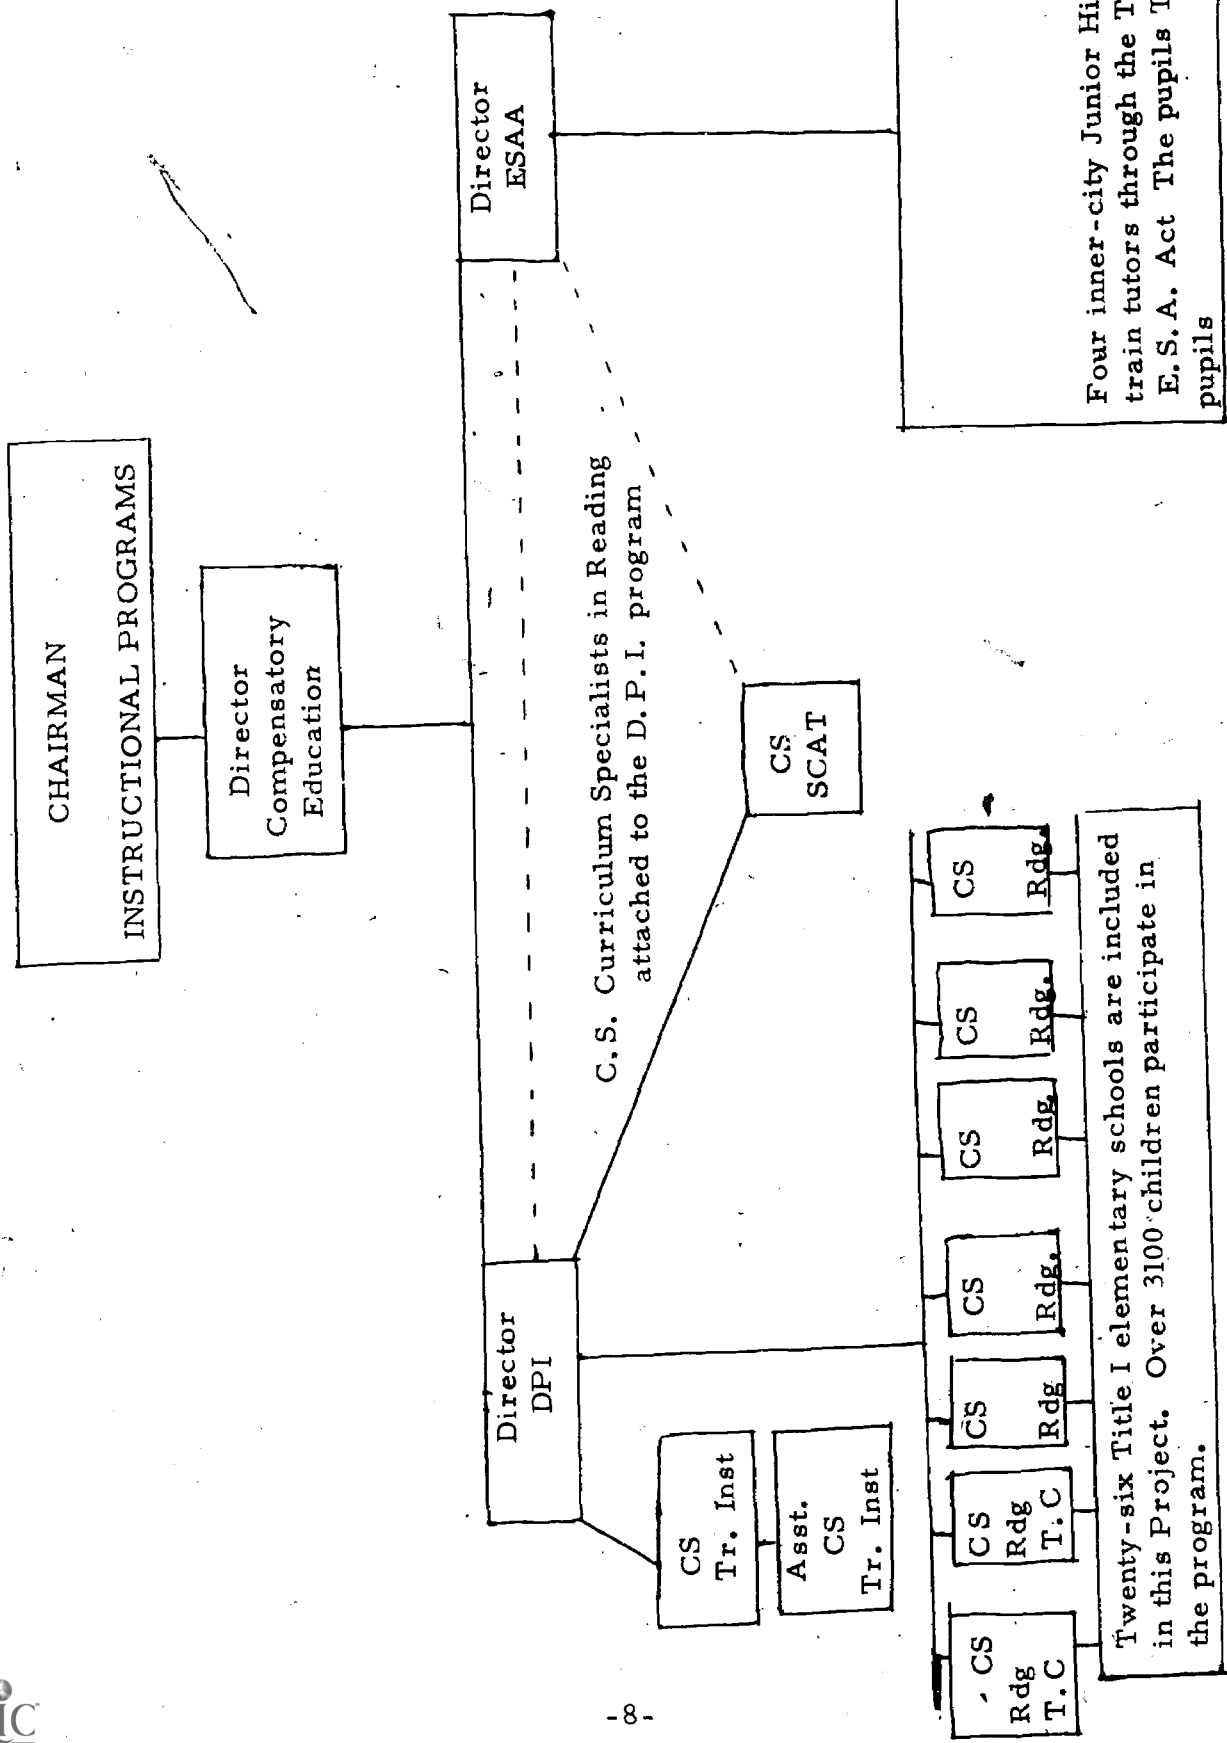 CHAIRMAN
INSTRUCTIONAL PROGRAMS
Director
Compensatory
Education
Director
DPI
Director
ESAA
C.S. Curriculum Specialists in Reading
attached to the D.P.I. program
CS
Tr. Inst
Asst.
CS
Tr. Inst
CS
SCAT
CS
Rdg
T.C
CS
Rdg
T.C
CS
Rdg
CS
Rdg.
CS
Rdg.
CS
Rdg.
CS
Rdg.
Twenty-six Title I elementary schools are included
in this Project. Over 3100 children participate in
the program.
Four inner-city Junior
train tutors through the
E.S.A. Act The pupils
pupils
-8-